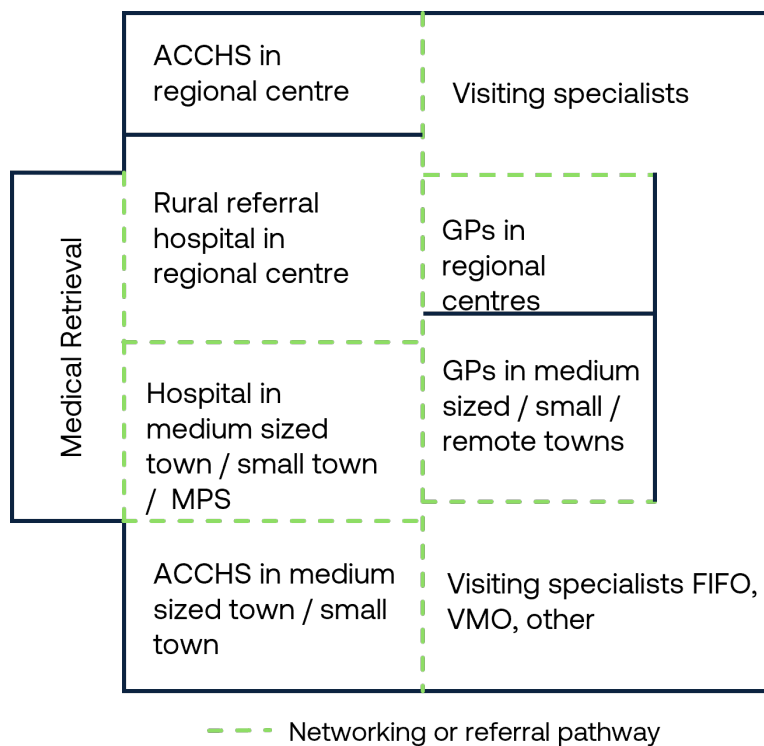 ACCHS in
regional centre
Visiting specialists
Medical Retrieval
Rural referral
hospital in
regional centre
GPs in
regional
centres
Hospital in
medium sized
town / small town
/ MPS
GPs in medium
sized / small /
remote towns
ACCHS in medium
sized town / small
town
Visiting specialists FIFO,
VMO, other
Networking or referral pathway